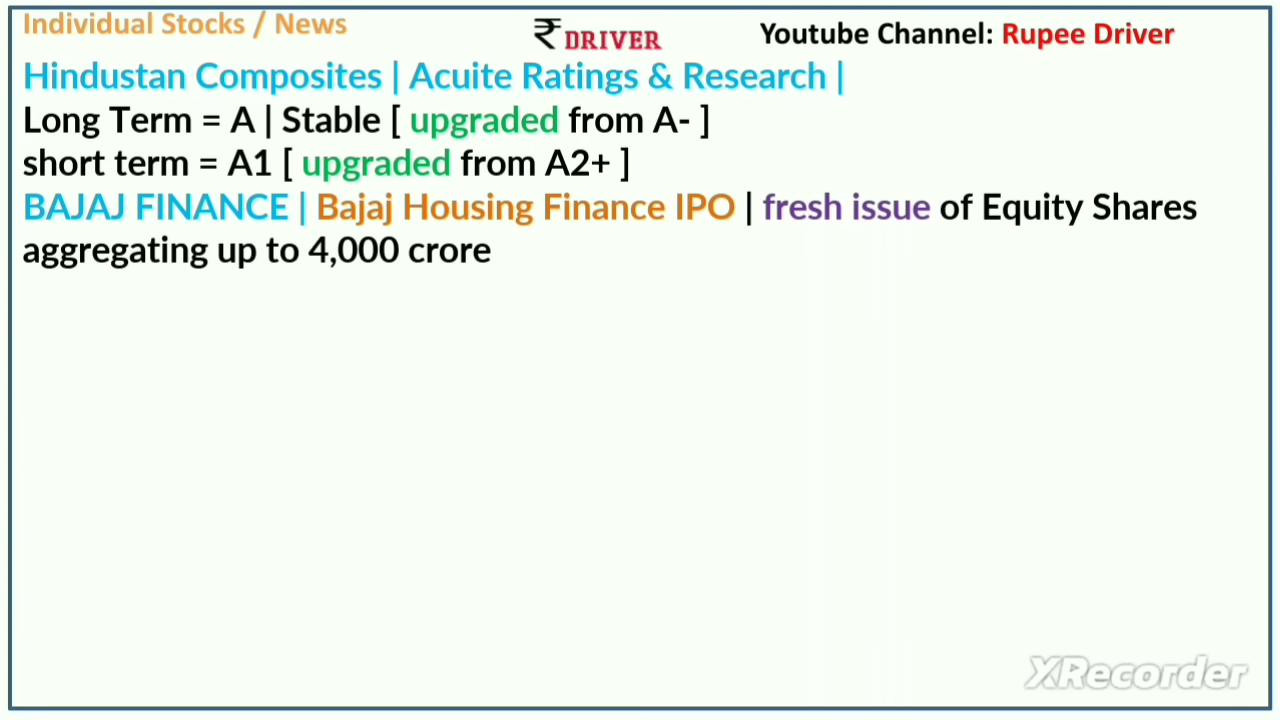 Individual Stocks / News
₹ DRIVER
Youtube Channel: Rupee Driver
Hindustan Composites | Acuite Ratings & Research |
Long Term = A | Stable [ upgraded from A- ]
short term = A1 [ upgraded from A2+ ]
BAJAJ FINANCE | Bajaj Housing Finance IPO | fresh issue of Equity Shares
aggregating up to 4,000 crore
XRecorder